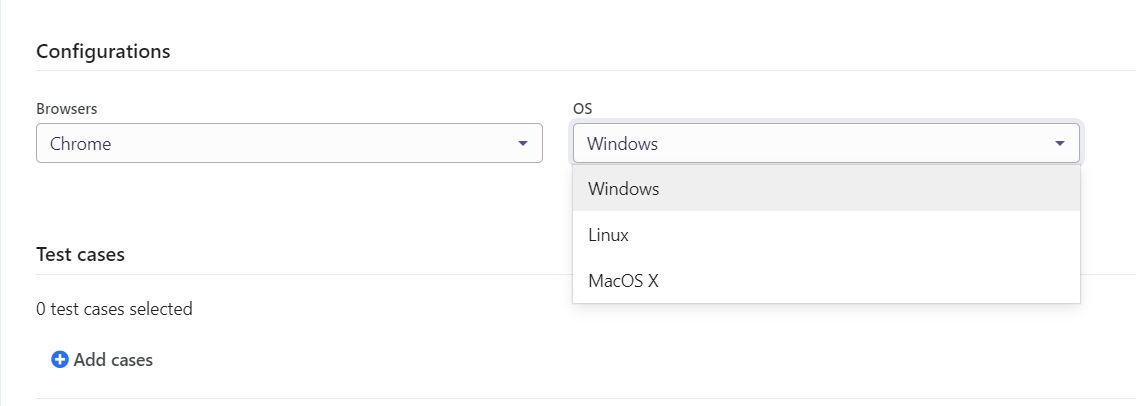 Configurations
Browsers
OS
Chrome
Windows
Windows
Linux
MacOS X
Test cases
0 test cases selected
Add cases